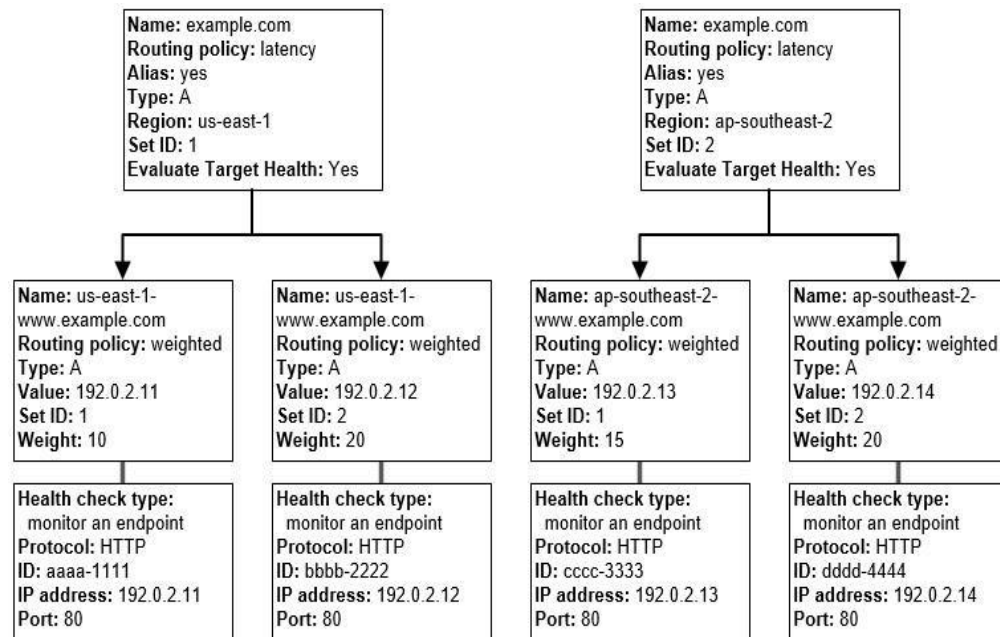 Name: example.com
Routing policy: latency
Alias: yes
Type: A
Region: us-east-1
Set ID: 1
Evaluate Target Health: Yes
Name: example.com
Routing policy: latency
Alias: yes
Type: A
Region: ap-southeast-2
Set ID: 2
Evaluate Target Health: Yes
Name: us-east-1-
www.example.com
Routing policy: weighted
Type: A
Value: 192.0.2.11
Set ID: 1
Weight: 10
Name: us-east-1-
www.example.com
Routing policy: weighted
Type: A
Value: 192.0.2.12
Set ID: 2
Weight: 20
Name: ap-southeast-2-
www.example.com
Routing policy: weighted
Type: A
Value: 192.0.2.13
Set ID: 1
Weight: 15
Name: ap-southeast-2-
www.example.com
Routing policy: weighted
Type: A
Value: 192.0.2.14
Set ID: 2
Weight: 20
Health check type:
monitor an endpoint
Protocol: HTTP
ID: aaaa-1111
IP address: 192.0.2.11
Port: 80
Health check type:
monitor an endpoint
Protocol: HTTP
ID: bbbb-2222
IP address: 192.0.2.12
Port: 80
Health check type:
monitor an endpoint
Protocol: HTTP
ID: cccc-3333
IP address: 192.0.2.13
Port: 80
Health check type:
monitor an endpoint
Protocol: HTTP
ID: dddd-4444
IP address: 192.0.2.14
Port: 80